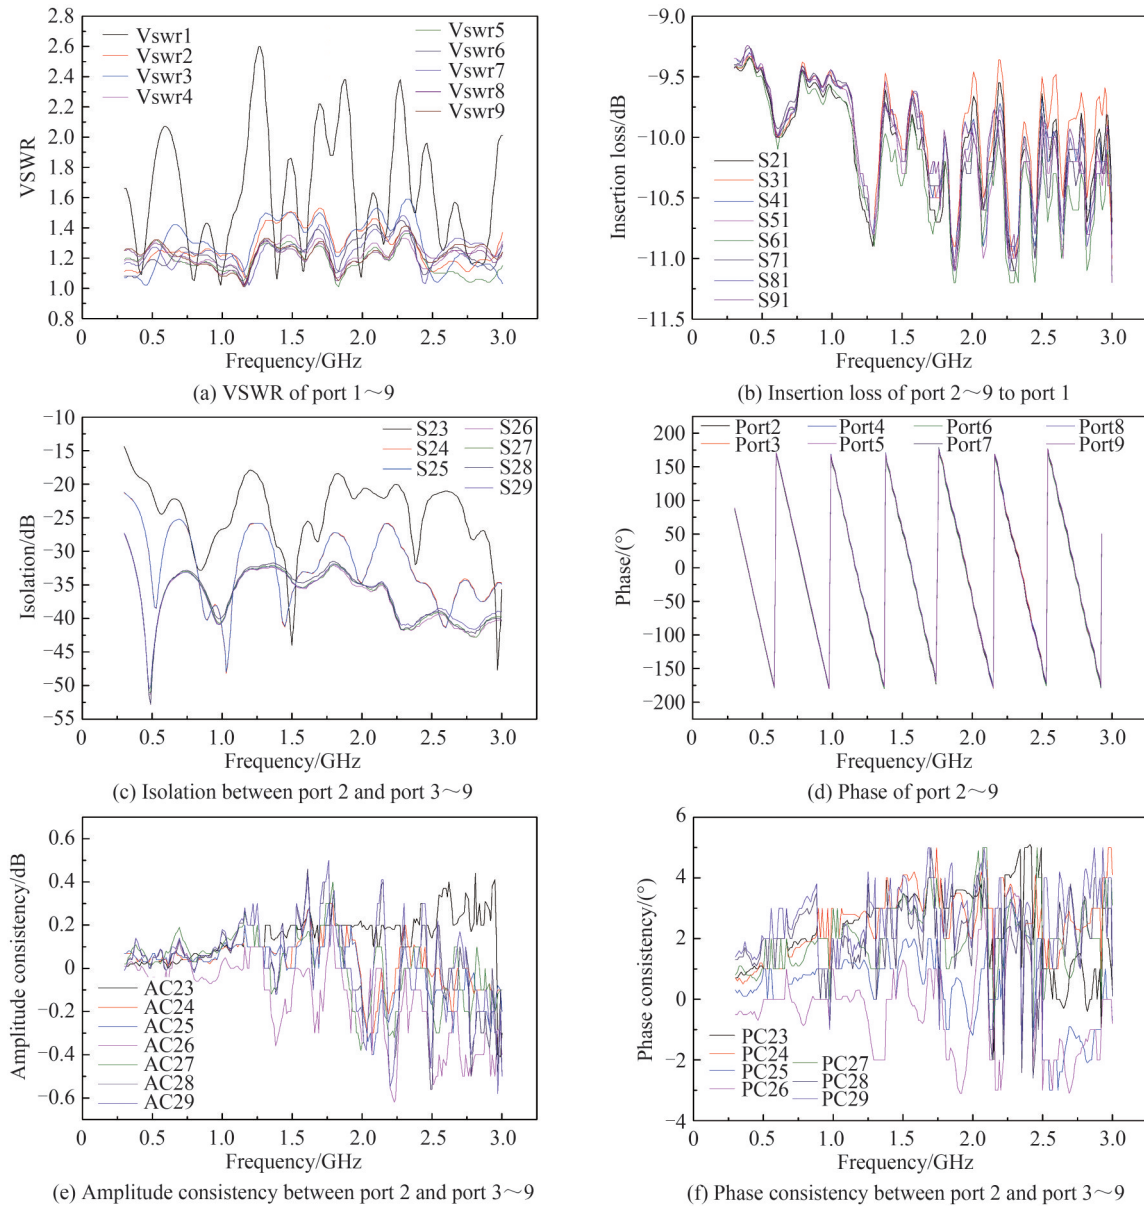 2.8
2.6
2.4
2.2
2.0
1.8
1.6
1.4
1.2
1.0
0.8
VSWR
Vswr1
Vswr2
Vswr3
Vswr4
Vswr5
Vswr6
Vswr7
Vswr8
Vswr9
0 0.5 1.0 1.5 2.0 2.5 3.0
Frequency/GHz
(a) VSWR of port 1～9
−9.0
−9.5
−10.0
−10.5
−11.0
−11.5
Insertion loss/dB
S21
S31
S41
S51
S61
S71
S81
S91
0 0.5 1.0 1.5 2.0 2.5 3.0
Frequency/GHz
(b) Insertion loss of port 2～9 to port 1
−10
−15
−20
−25
−30
−35
−40
−45
−50
−55
Isolation/dB
S23
S24
S25
S26
S27
S28
S29
0 0.5 1.0 1.5 2.0 2.5 3.0
Frequency/GHz
(c) Isolation between port 2 and port 3～9
200
150
100
50
0
−50
−100
−150
−200
Phase/(°)
Port2 Port4 Port6 Port8
Port3 Port5 Port7 Port9
0 0.5 1.0 1.5 2.0 2.5 3.0
Frequency/GHz
(d) Phase of port 2～9
0.6
0.4
0.2
0
−0.2
−0.4
−0.6
Amplitude consistency/dB
AC23
AC24
AC25
AC26
AC27
AC28
AC29
0 0.5 1.0 1.5 2.0 2.5 3.0
Frequency/GHz
(e) Amplitude consistency between port 2 and port 3～9
6
4
2
0
−2
−4
Phase consistency/(°)
PC23
PC24
PC25
PC26
PC27
PC28
PC29
0 0.5 1.0 1.5 2.0 2.5 3.0
Frequency/GHz
(f) Phase consistency between port 2 and port 3～9